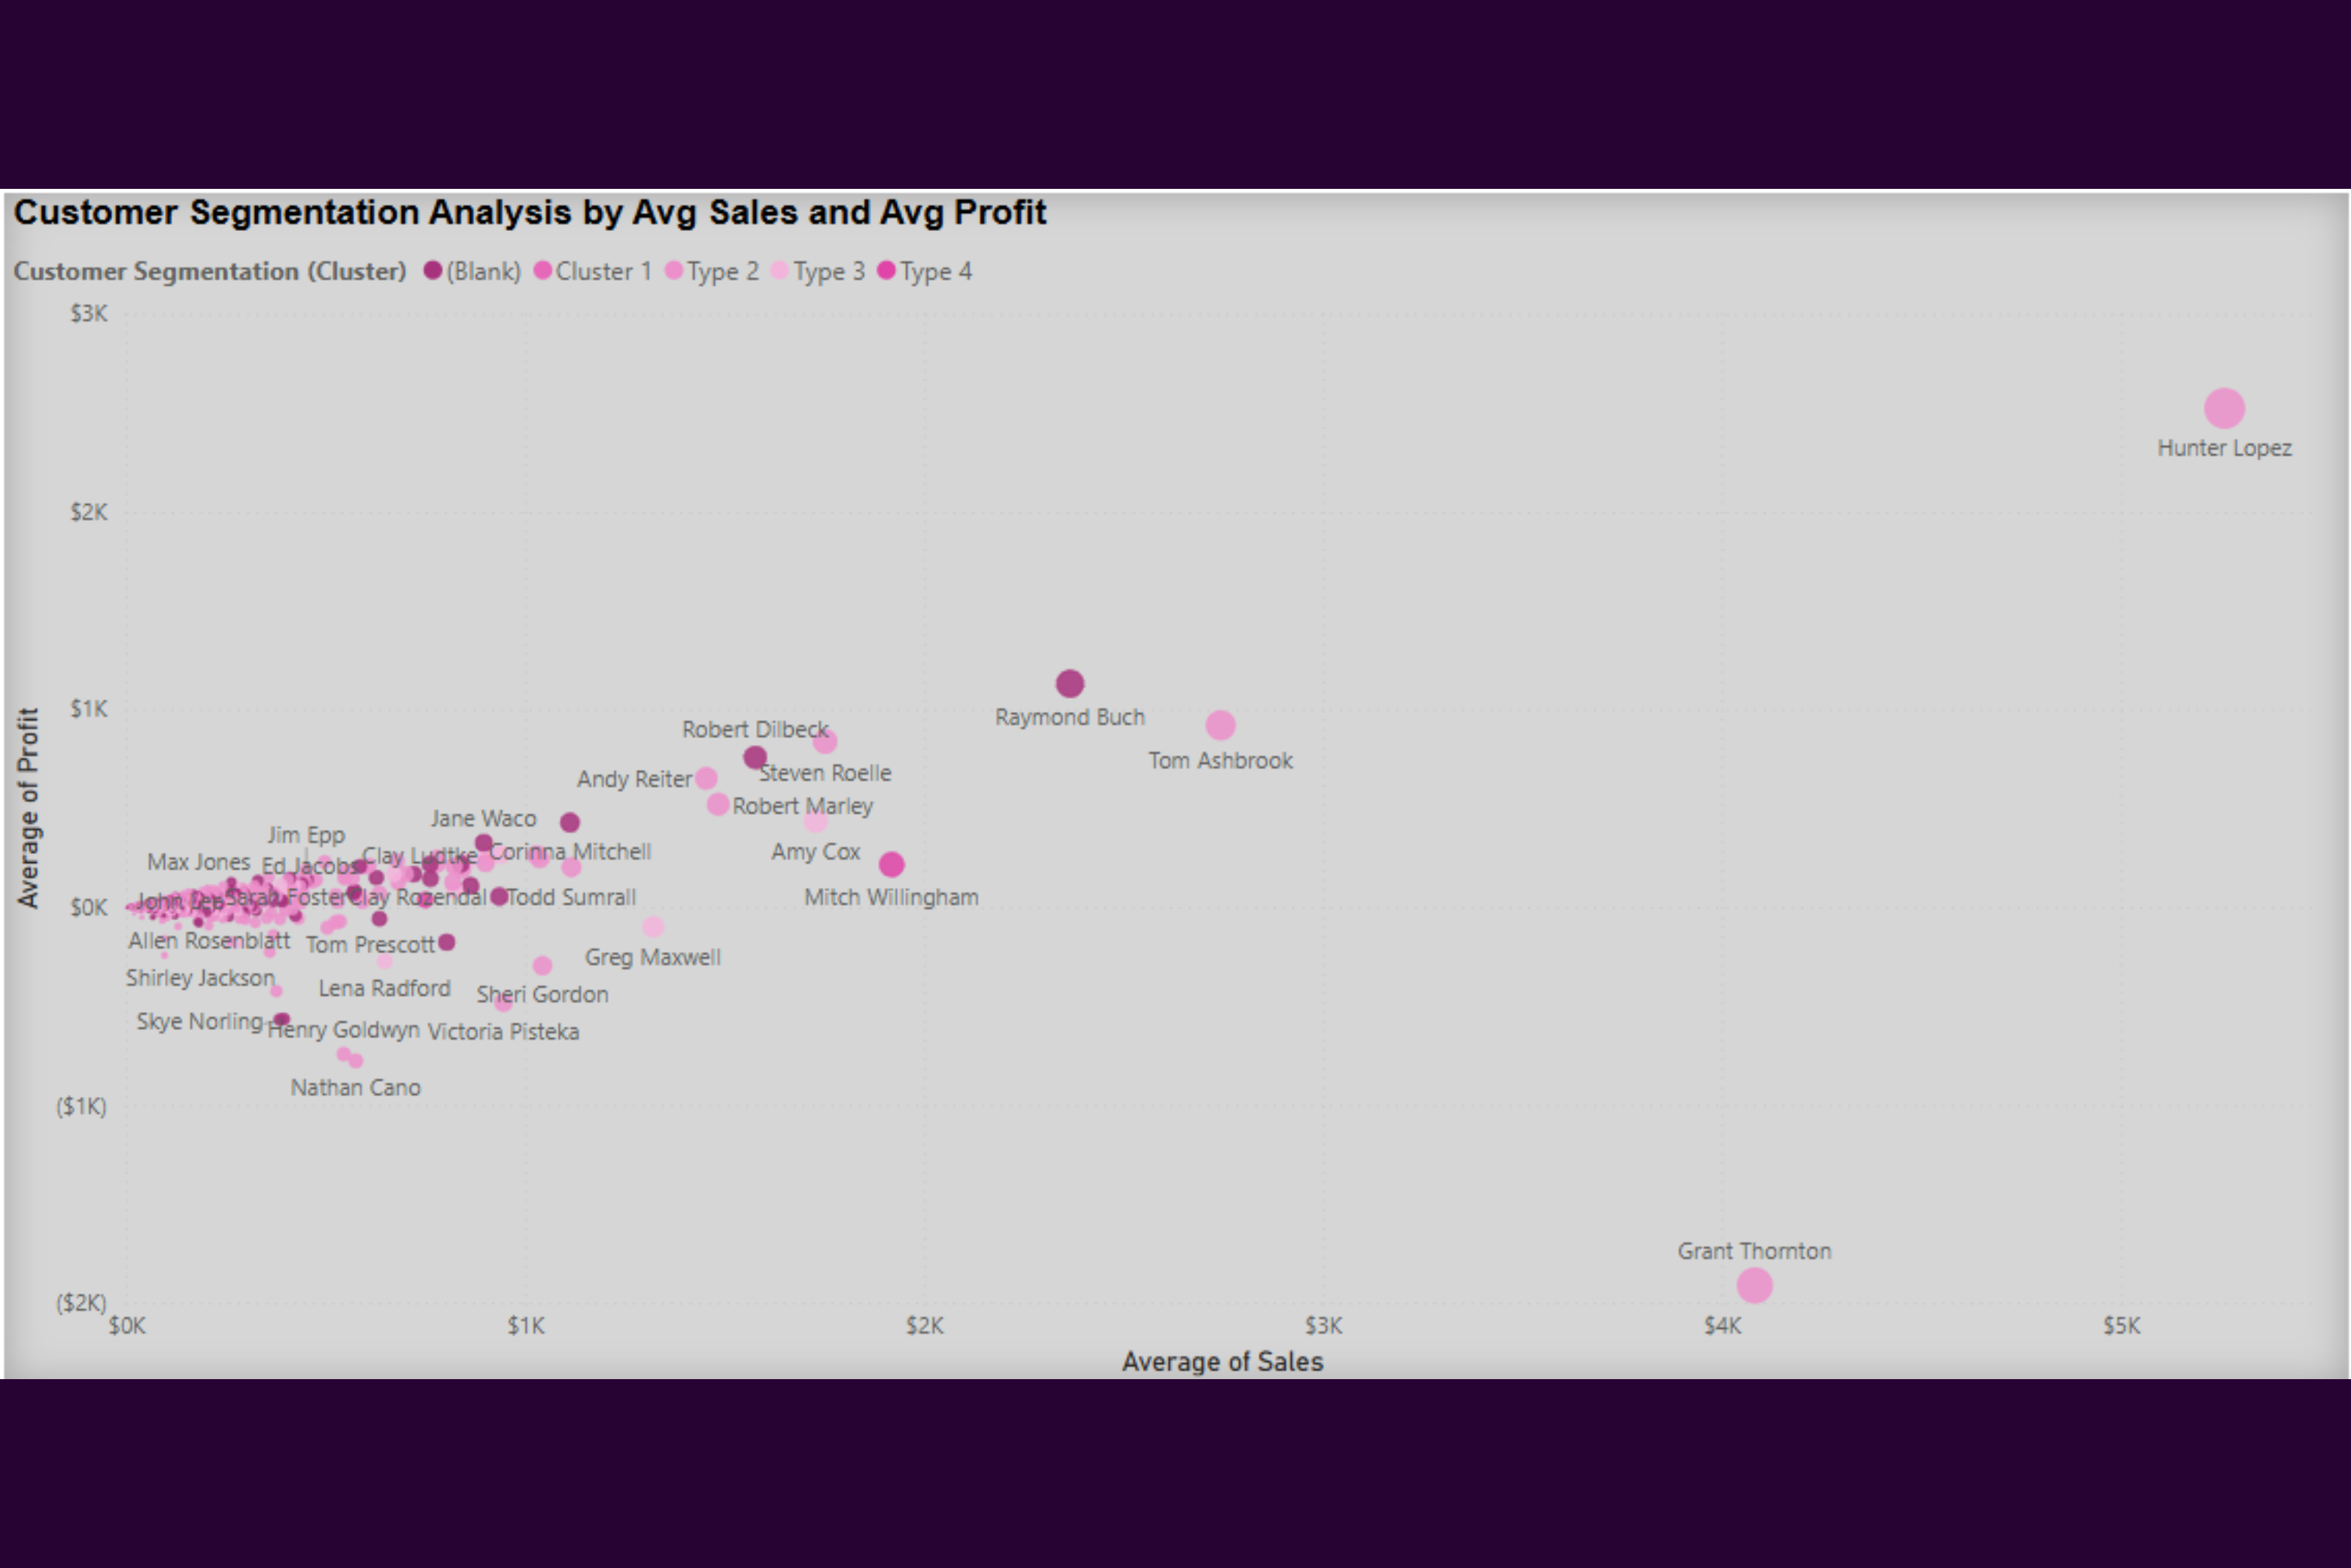 Customer Segmentation Analysis by Avg Sales and Avg Profit
Customer Segmentation (Cluster) (Blank) Cluster 1 Type 2 Type 3 Type 4
$3K
Hunter Lopez
$2K
Average of Profit
$1K
Raymond Buch
Robert Dilbeck
Tom Ashbrook
Steven Roelle
Andy Reiter
Robert Marley
Jane Waco
Jim Epp
Amy Cox
Corinna Mitchell
Clay Ludtke
Max Jones
Ed Jacobs
Mitch Willingham
Todd Sumrall
Clay Rozendal
Sarah Foster
John Lee
$0K
Allen Rosenblatt
Tom Prescott
Greg Maxwell
Shirley Jackson
Lena Radford
Sheri Gordon
Skye Norling
Henry Goldwyn
Victoria Pisteka
Nathan Cano
($1K)
Grant Thornton
($2K)
$0K $1K $2K $3K $4K $5K
Average of Sales